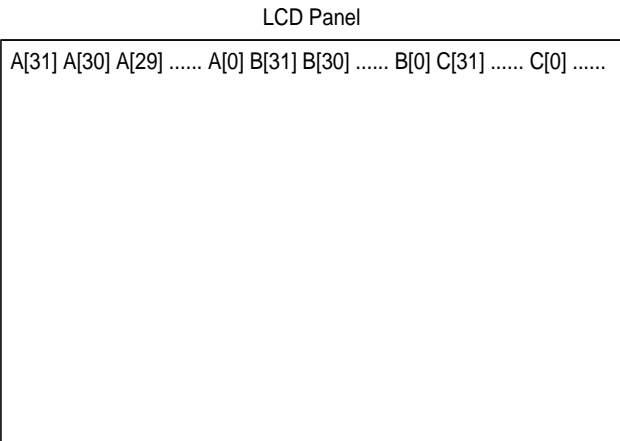 LCD Panel
A[31] A[30] A[29] ...... A[0] B[31] B[30] ...... B[0] C[31] ...... C[0] ......